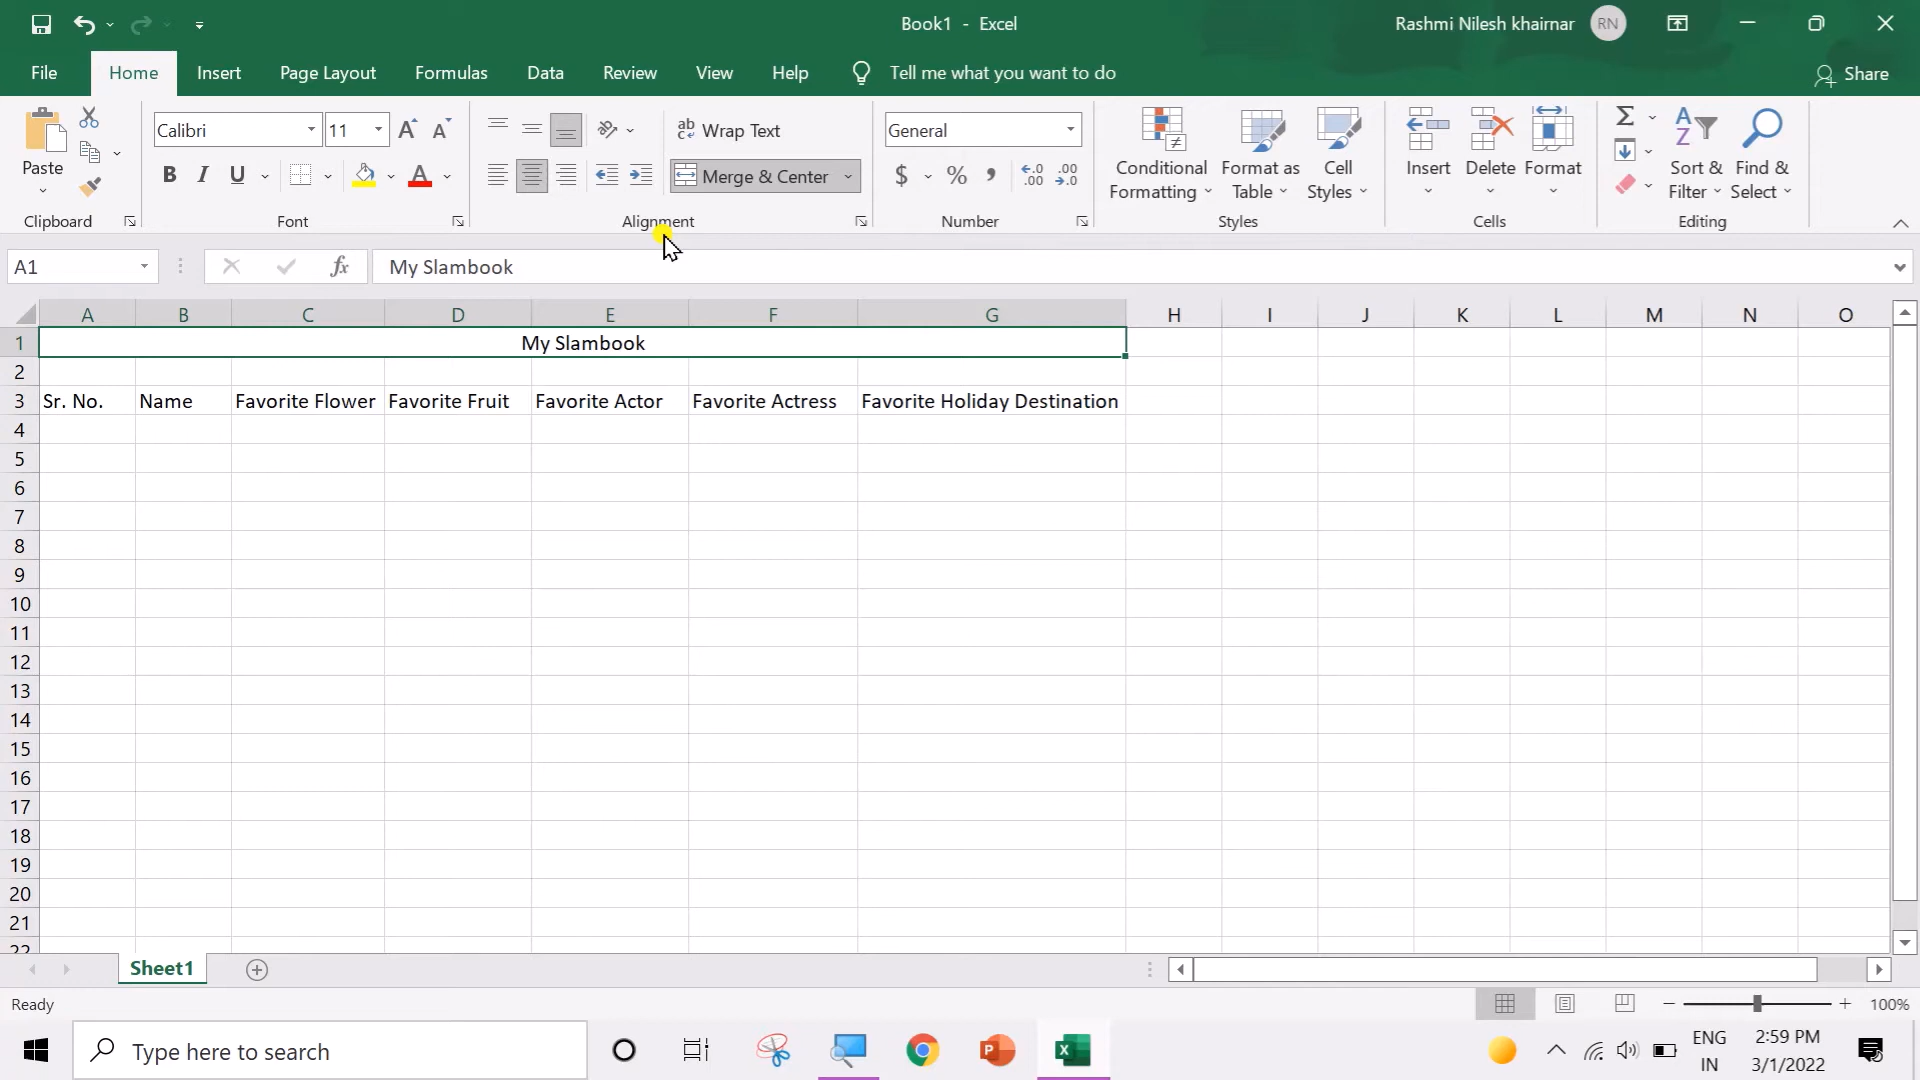 Book1 - Excel
Rashmi Nilesh khairnar RN
File Home Insert Page Layout Formulas Data Review View Help Tell me what you want to do Share
Paste
Clipboard
Calibri 11 A A
B I U A
Font
ab Wrap Text
Merge & Center
Alignment
General
$ % , .00 .00
Number
Conditional Formatting
Format as Table
Cell Styles
Styles
Insert Delete Format
Cells
Sort & Filter
Find & Select
Editing
A1 fx My Slambook
A B C D E F G H I J K L M N O
1 My Slambook
2
3 Sr. No. Name Favorite Flower Favorite Fruit Favorite Actor Favorite Actress Favorite Holiday Destination
4
5
6
7
8
9
10
11
12
13
14
15
16
17
18
19
20
21
22
Sheet1
Ready 100%
Type here to search
ENG
IN
2:59 PM
3/1/2022